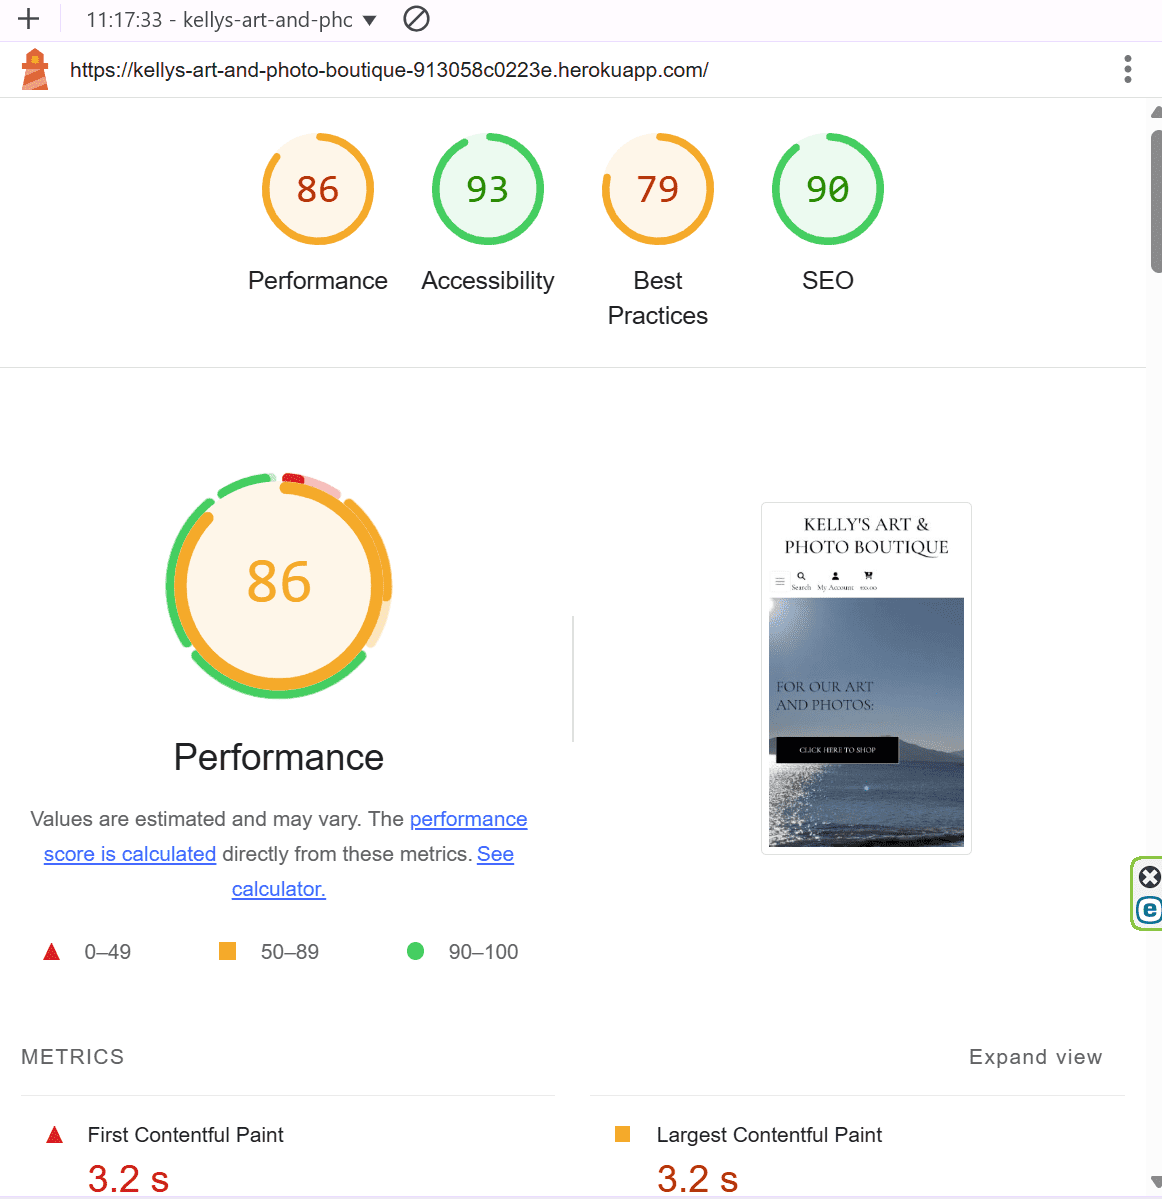 11:17:33 - kellys-art-and-phc
https://kellys-art-and-photo-boutique-913058c0223e.herokuapp.com/
86 93 79 90
Performance Accessibility Best Practices SEO
86
KELLY'S ART &
PHOTO BOUTIQUE
Search My Account
FOR OUR ART
AND PHOTOS:
CLICK HERE TO SHOP
Performance
Values are estimated and may vary. The performance
score is calculated directly from these metrics. See
calculator.
0–49 50–89 90–100
METRICS Expand view
First Contentful Paint Largest Contentful Paint
3.2 s 3.2 s